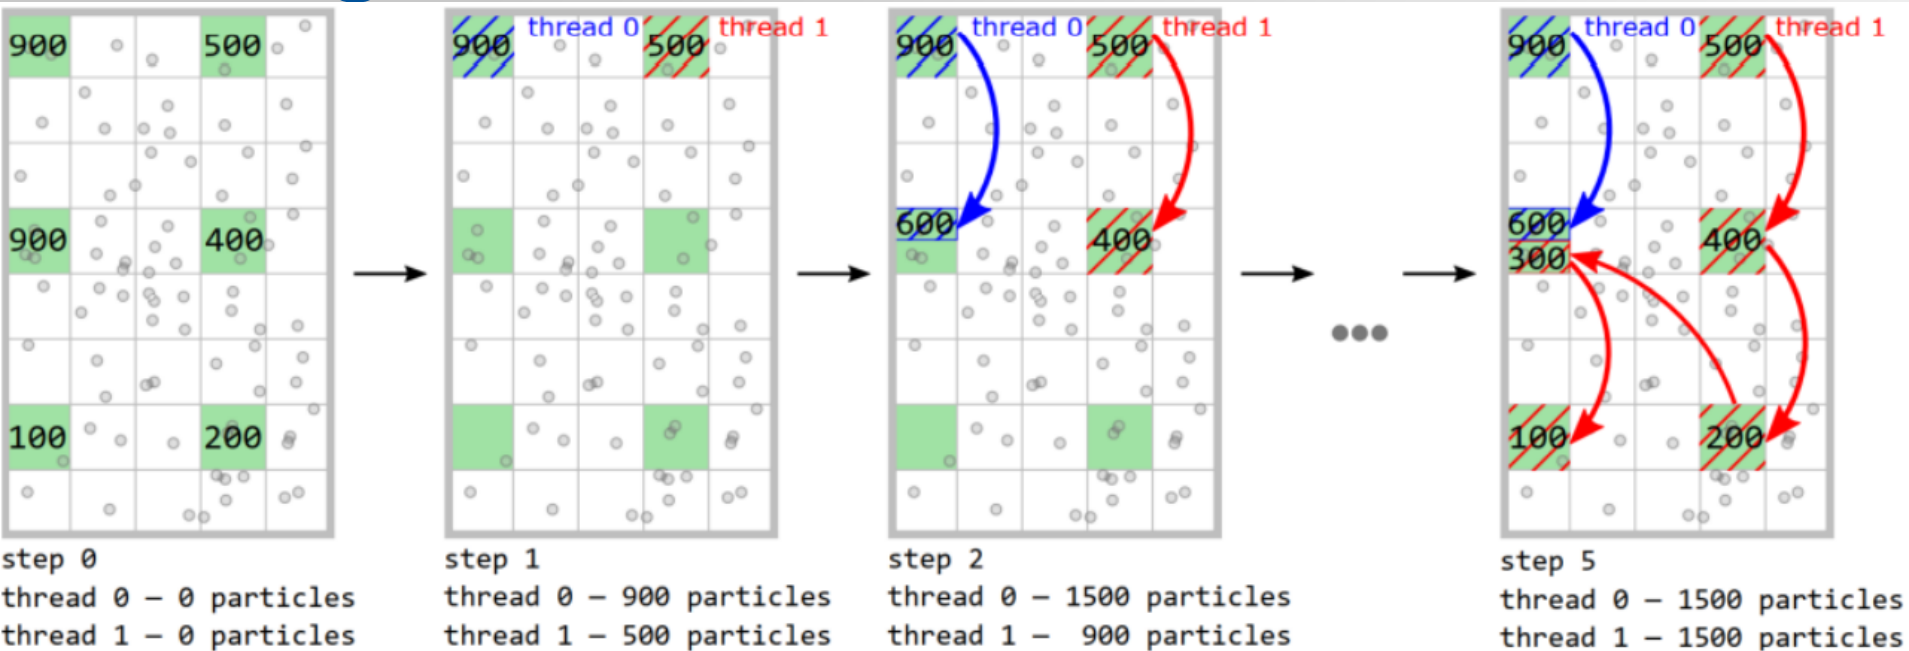 900 500
900 400
100 200
step 0
thread 0 – 0 particles
thread 1 – 0 particles
thread 0 thread 1
900 500
step 1
thread 0 – 900 particles
thread 1 – 500 particles
thread 0 thread 1
900 500
600
400
step 2
thread 0 – 1500 particles
thread 1 –  900 particles
thread 0 thread 1
900 500
600
400
300
100 200
step 5
thread 0 – 1500 particles
thread 1 – 1500 particles